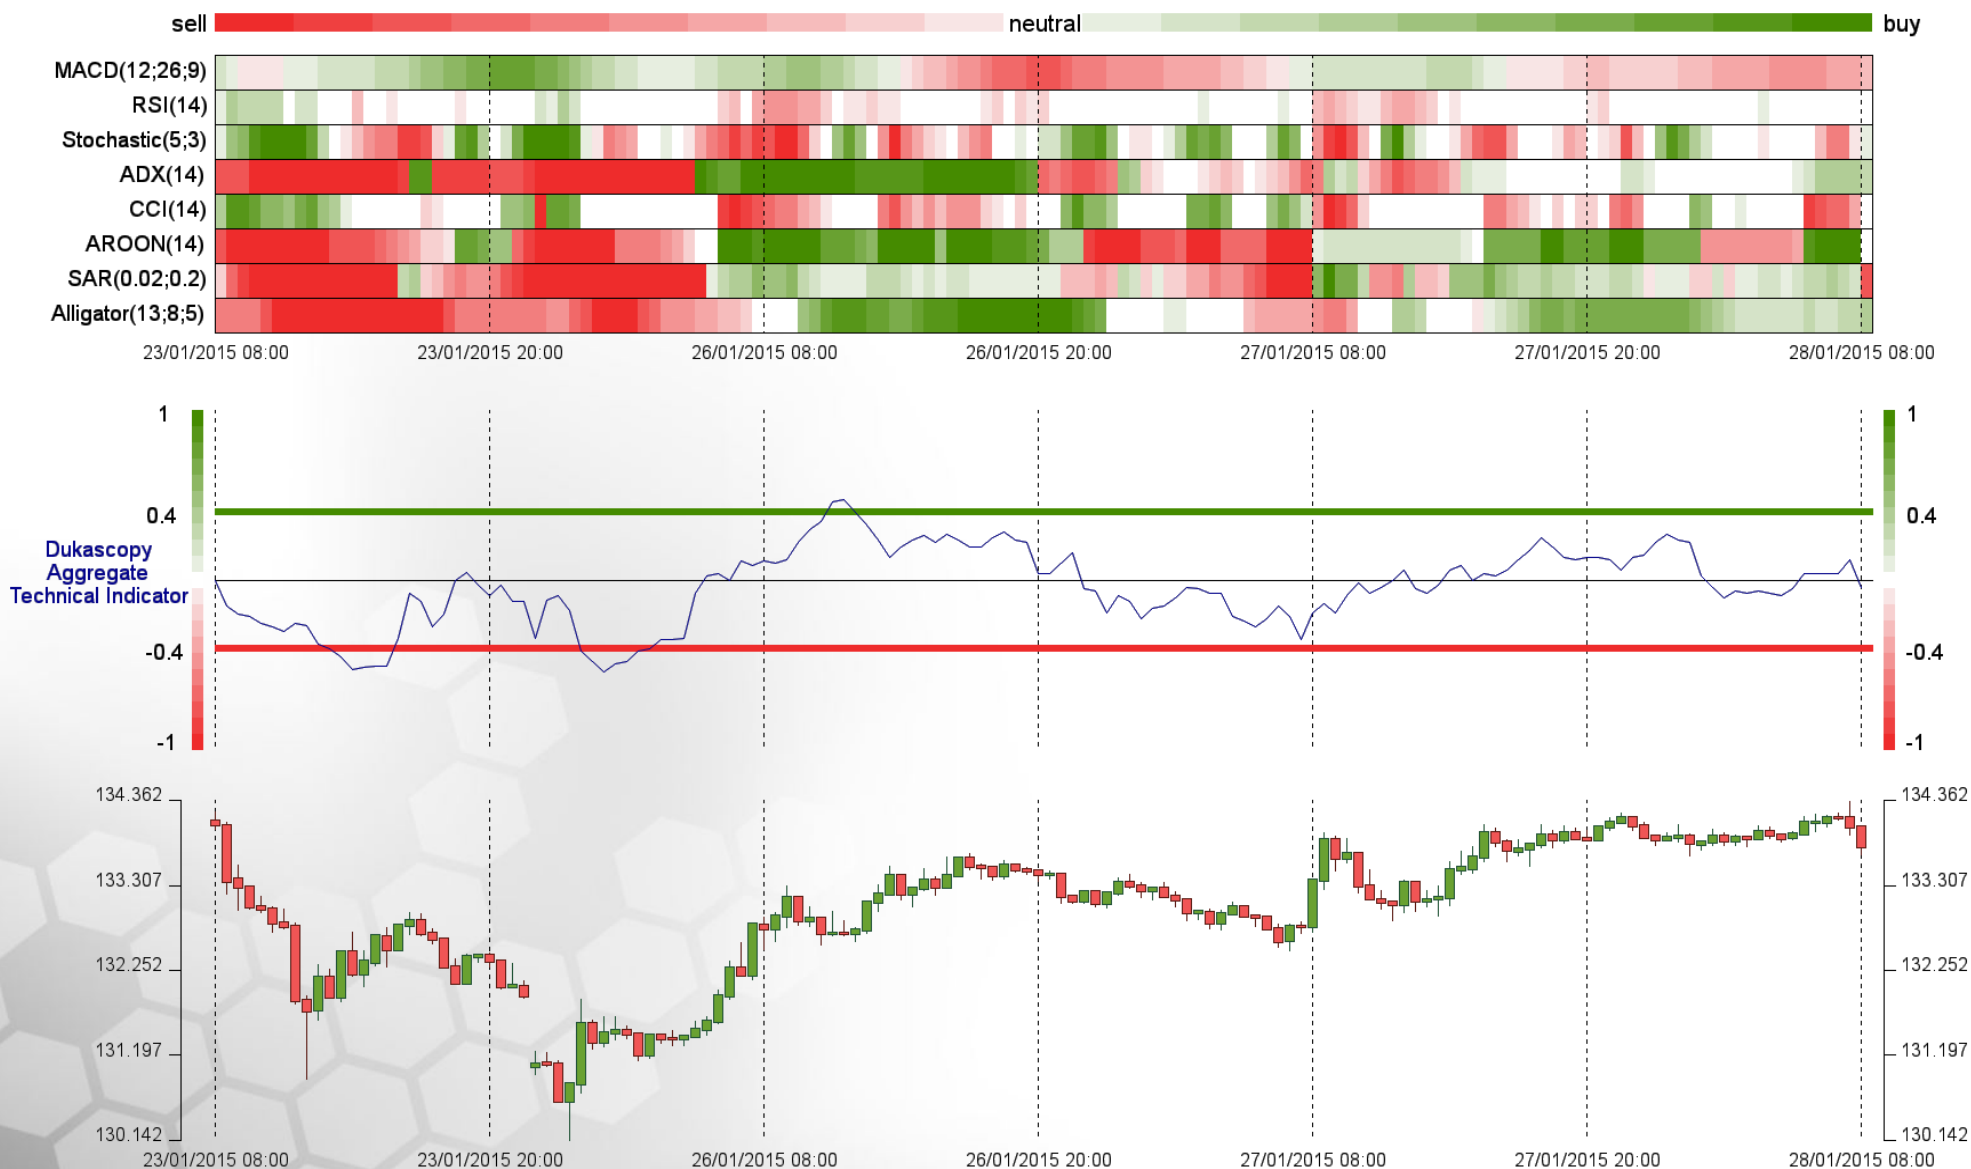 sell neutral buy
MACD(12;26;9)
RSI(14)
Stochastic(5;3)
ADX(14)
CCI(14)
AROON(14)
SAR(0.02;0.2)
Alligator(13;8;5)
23/01/2015 08:00 23/01/2015 20:00 26/01/2015 08:00 26/01/2015 20:00 27/01/2015 08:00 27/01/2015 20:00 28/01/2015 08:00
1 1
0.4 0.4
Dukascopy
Aggregate
Technical Indicator
-0.4 -0.4
-1 -1
134.362 134.362
133.307 133.307
132.252 132.252
131.197 131.197
130.142 130.142
23/01/2015 08:00 23/01/2015 20:00 26/01/2015 08:00 26/01/2015 20:00 27/01/2015 08:00 27/01/2015 20:00 28/01/2015 08:00